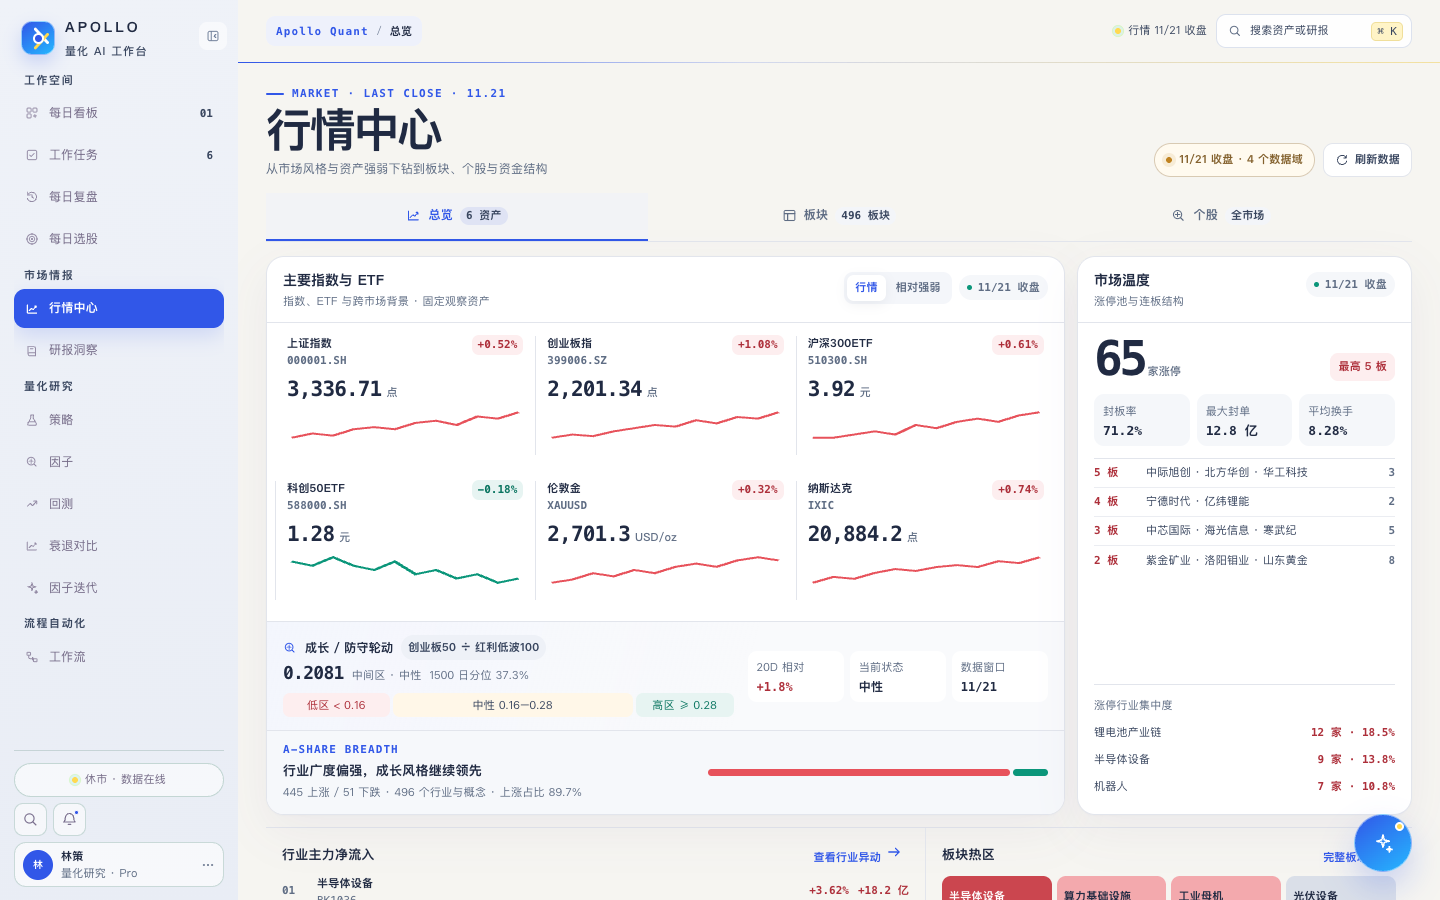 APOLLO
量化 AI 工作台
工作空间
每日看板 01
工作任务 6
每日复盘
每日选股
市场情报
行情中心
研报洞察
量化研究
策略
因子
回测
衰退对比
因子迭代
流程自动化
工作流
休市 · 数据在线
林
林策
量化研究 · Pro
Apollo Quant / 总览
行情 11/21 收盘
搜索资产或研报 ⌘ K
MARKET · LAST CLOSE · 11.21
行情中心
从市场风格与资产强弱下钻到板块、个股与资金结构
11/21 收盘 · 4 个数据域
刷新数据
总览 6 资产
板块 496 板块
个股 全市场
主要指数与 ETF
指数、ETF 与跨市场背景 · 固定观察资产
行情 相对强弱
11/21 收盘
上证指数 +0.52%
000001.SH
3,336.71 点
创业板指 +1.08%
399006.SZ
2,201.34 点
沪深300ETF +0.61%
510300.SH
3.92 元
科创50ETF −0.18%
588000.SH
1.28 元
伦敦金 +0.32%
XAUUSD
2,701.3 USD/oz
纳斯达克 +0.74%
IXIC
20,884.2 点
成长 / 防守轮动 创业板50 ÷ 红利低波100
0.2081 中间区 · 中性 1500 日分位 37.3%
低区 < 0.16
中性 0.16—0.28
高区 ≥ 0.28
20D 相对
+1.8%
当前状态
中性
数据窗口
11/21
A—SHARE BREADTH
行业广度偏强，成长风格继续领先
445 上涨 / 51 下跌 · 496 个行业与概念 · 上涨占比 89.7%
市场温度
涨停池与连板结构
11/21 收盘
65 家涨停
最高 5 板
封板率
71.2%
最大封单
12.8 亿
平均换手
8.28%
5 板 中际旭创 · 北方华创 · 华工科技 3
4 板 宁德时代 · 亿纬锂能 2
3 板 中芯国际 · 海光信息 · 寒武纪 5
2 板 紫金矿业 · 洛阳钼业 · 山东黄金 8
涨停行业集中度
锂电池产业链 12 家 · 18.5%
半导体设备 9 家 · 13.8%
机器人 7 家 · 10.8%
行业主力净流入
查看行业异动
01 半导体设备 +3.62% +18.2 亿
BK1036
板块热区
完整板
半导体设备
算力基础设施
工业母机
光伏设备